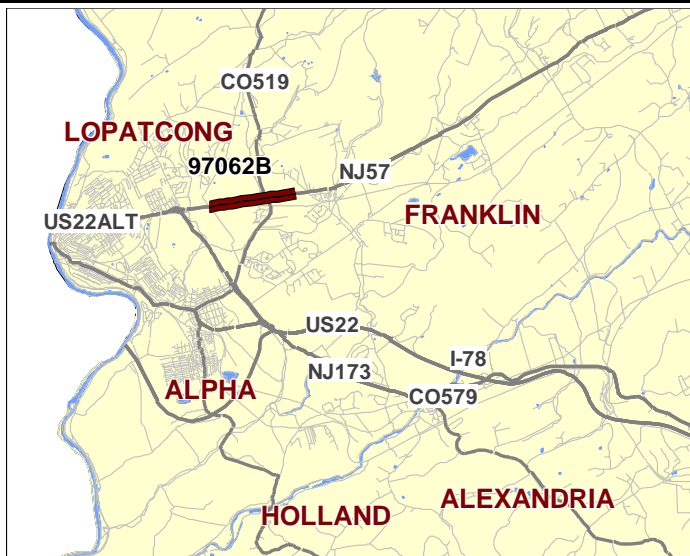 CO519
LOPATCONG
97062B
NJ57
FRANKLIN
US22ALT
US22
I-78
NJ173
ALPHA
CO579
ALEXANDRIA
HOLLAND